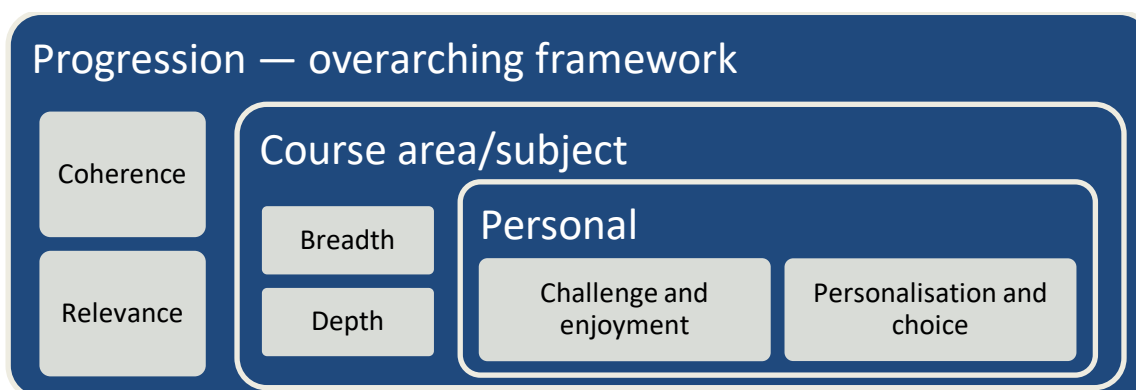 Progression — overarching framework
Coherence
Relevance
Course area/subject
Breadth
Depth
Personal
Challenge and
enjoyment
Personalisation and
choice